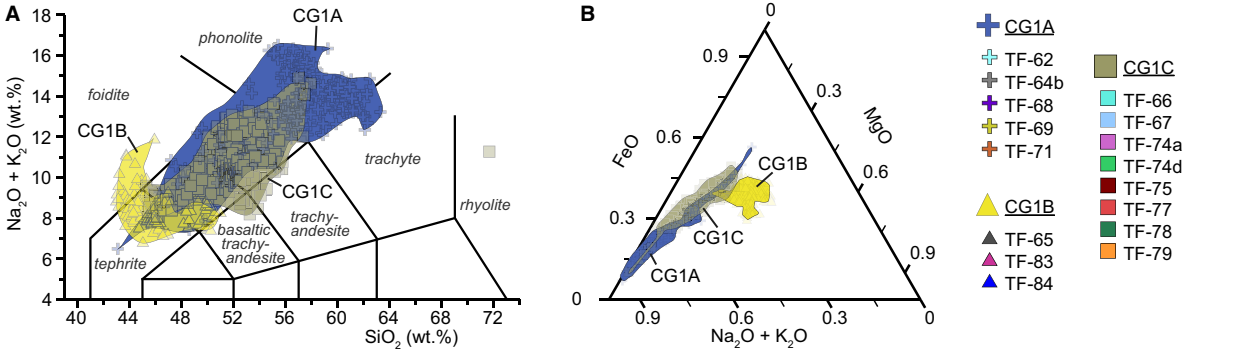 A
Na2O + K2O (wt.%)
18
16
14
12
10
8
6
4
40
44
48
52
56
60
64
68
72
SiO2 (wt.%)
phonolite
CG1A
foidite
CG1B
trachyte
CG1C
rhyolite
trachy-
andesite
basaltic
trachy-
andesite
tephrite
B
0
0.9
0.3
FeO
MgO
0.6
0.6
CG1B
0.3
CG1C
CG1A
0.9
0
0.9
0.6
0.3
0
Na2O + K2O
CG1A
TF-62
TF-64b
TF-68
TF-69
TF-71
CG1B
TF-65
TF-83
TF-84
CG1C
TF-66
TF-67
TF-74a
TF-74d
TF-75
TF-77
TF-78
TF-79